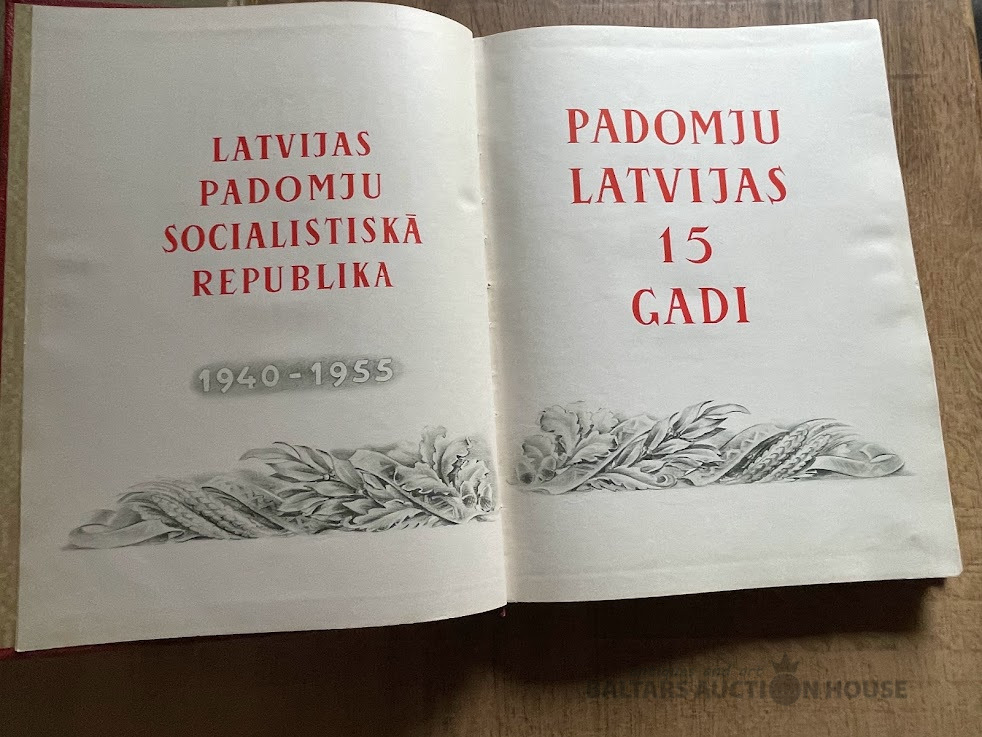 LATVIJAS
PADOMJU
SOCIALISTISKĀ
REPUBLIKA
1940-1955
PADOMJU
LATVIJAS
15
GADI
BALTARS AUCTION HOUSE